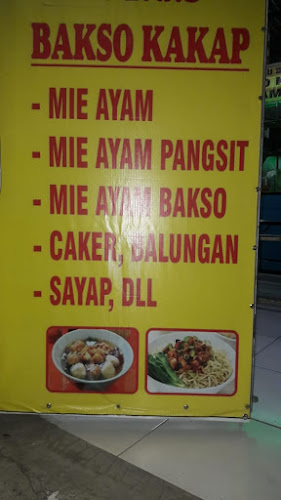 BAKSO KAKAP
- MIE AYAM
- MIE AYAM PANGSIT
- MIE AYAM BAKSO
- CAKER, BALUNGAN
- SAYAP, DLL